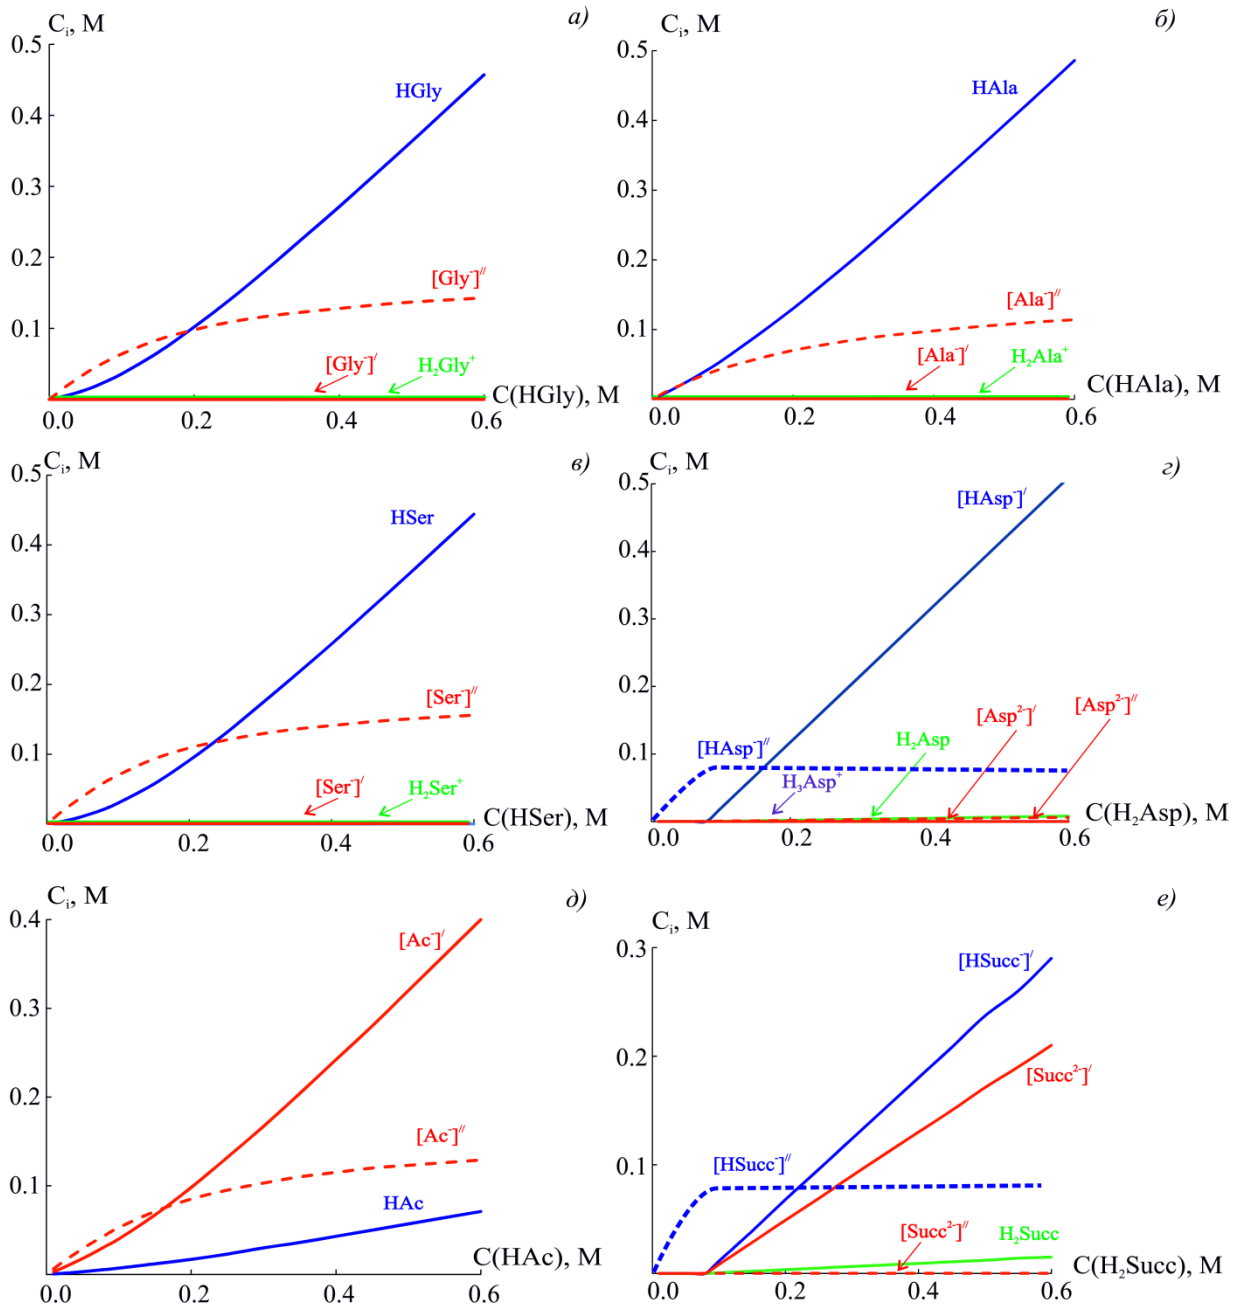 Cᵢ, M
а)
0.5
HGly
0.4
0.3
[Gly⁻]//
0.2
0.1
[Gly⁻]/
H₂Gly⁺
C(HGly), M
0.0
0.2
0.4
0.6
Cᵢ, M
б)
0.5
HAla
0.4
0.3
[Ala⁻]//
0.2
0.1
[Ala⁻]/
H₂Ala⁺
C(HAla), M
0.0
0.2
0.4
0.6
Cᵢ, M
в)
0.5
HSer
0.4
0.3
0.2
[Ser⁻]//
0.1
[Ser⁻]/
H₂Ser⁺
C(HSer), M
0.0
0.2
0.4
0.6
Cᵢ, M
г)
0.5
[HAsp⁻]/
0.4
0.3
0.2
[Asp²⁻]/
[Asp²⁻]//
0.1
[HAsp⁻]//
H₂Asp
H₃Asp⁺
C(H₂Asp), M
0.0
0.2
0.4
0.6
Cᵢ, M
д)
0.4
[Ac⁻]/
0.3
0.2
[Ac⁻]//
0.1
HAc
C(HAc), M
0.0
0.2
0.4
0.6
Cᵢ, M
е)
0.3
[HSucc⁻]/
0.2
[Succ²⁻]/
0.1
[HSucc⁻]//
[Succ²⁻]//
H₂Succ
C(H₂Succ), M
0.0
0.2
0.4
0.6